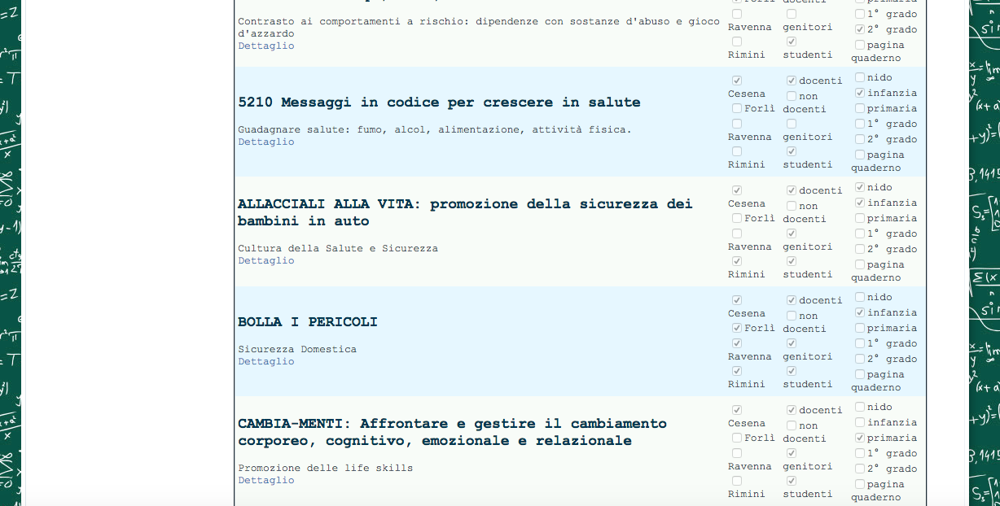 Forlì docenti primaria
Contrasto ai comportamenti a rischio: dipendenze con sostanze d'abuso e gioco
d'azzardo
Dettaglio
Ravenna
Rimini
genitori
studenti
1° grado
2° grado
pagina
quaderno
5210 Messaggi in codice per crescere in salute
Guadagnare salute: fumo, alcol, alimentazione, attività fisica.
Dettaglio
Cesena
Forlì
Ravenna
Rimini
docenti
non
docenti
genitori
studenti
nido
infanzia
primaria
1° grado
2° grado
pagina
quaderno
ALLACCIALI ALLA VITA: promozione della sicurezza dei
bambini in auto
Cultura della Salute e Sicurezza
Dettaglio
Cesena
Forlì
Ravenna
Rimini
docenti
non
docenti
genitori
studenti
nido
infanzia
primaria
1° grado
2° grado
pagina
quaderno
BOLLA I PERICOLI
Sicurezza Domestica
Dettaglio
Cesena
Forlì
Ravenna
Rimini
docenti
non
docenti
genitori
studenti
nido
infanzia
primaria
1° grado
2° grado
pagina
quaderno
CAMBIA-MENTI: Affrontare e gestire il cambiamento
corporeo, cognitivo, emozionale e relazionale
Promozione delle life skills
Dettaglio
Cesena
Forlì
Ravenna
Rimini
docenti
non
docenti
genitori
studenti
nido
infanzia
primaria
1° grado
2° grado
pagina
quaderno